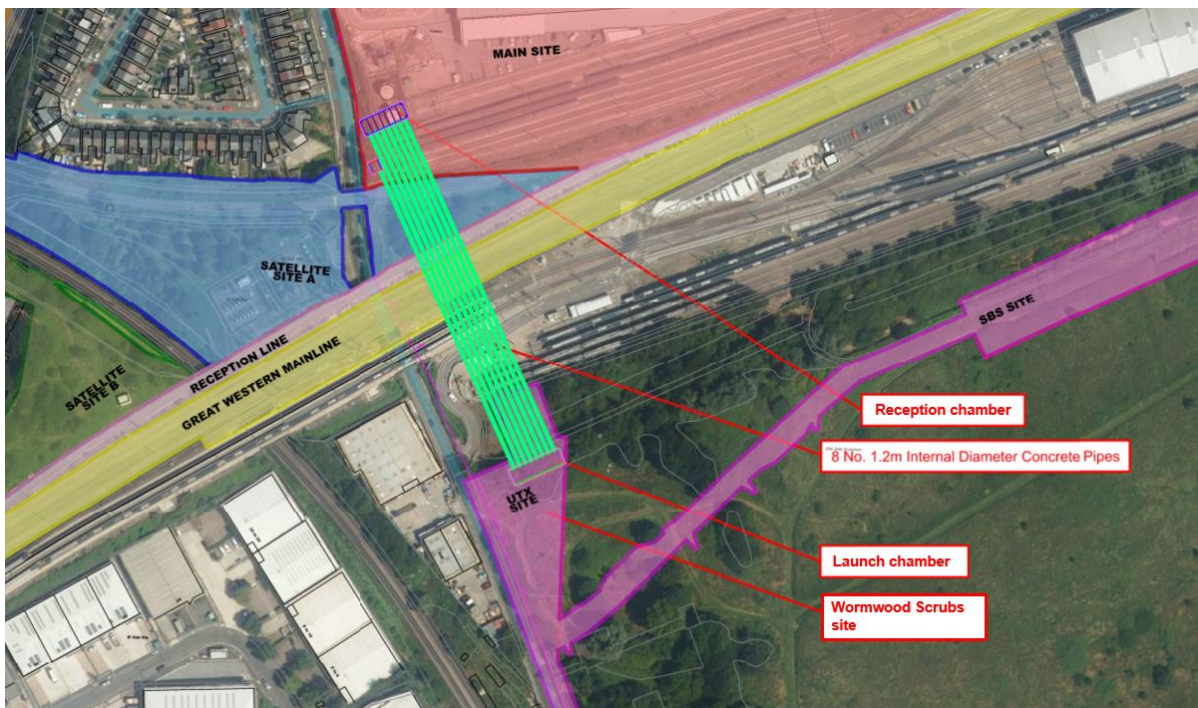 MAIN SITE
SATELLITE
SITE A
RECEPTION LINE
GREAT WESTERN MAINLINE
SATELLITE
SITE B
SBS SITE
Reception chamber
8 No. 1.2m Internal Diameter Concrete Pipes
UTX
SITE
Launch chamber
Wormwood Scrubs
site